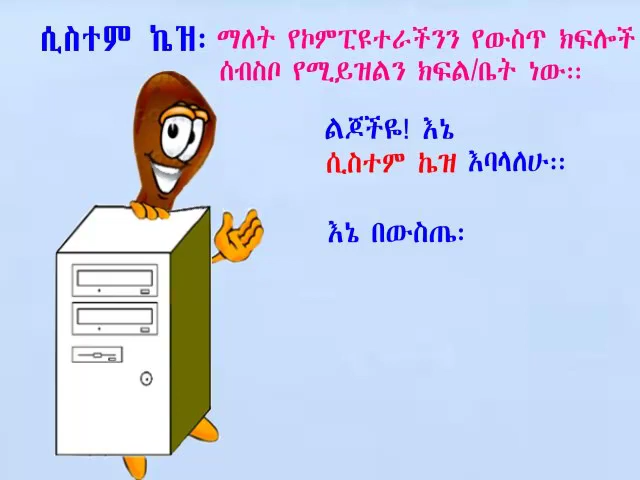 ሲስተም ኬዝ፡ ማለት የኮምፒዩተራችንን የውስጥ ክፍሎች
ሰብስቦ የሚይዝልን ክፍል/ቤት ነው፡፡
ልጆችዬ! እኔ
ሲስተም ኬዝ እባላለሁ፡፡
እኔ በውስጤ፡